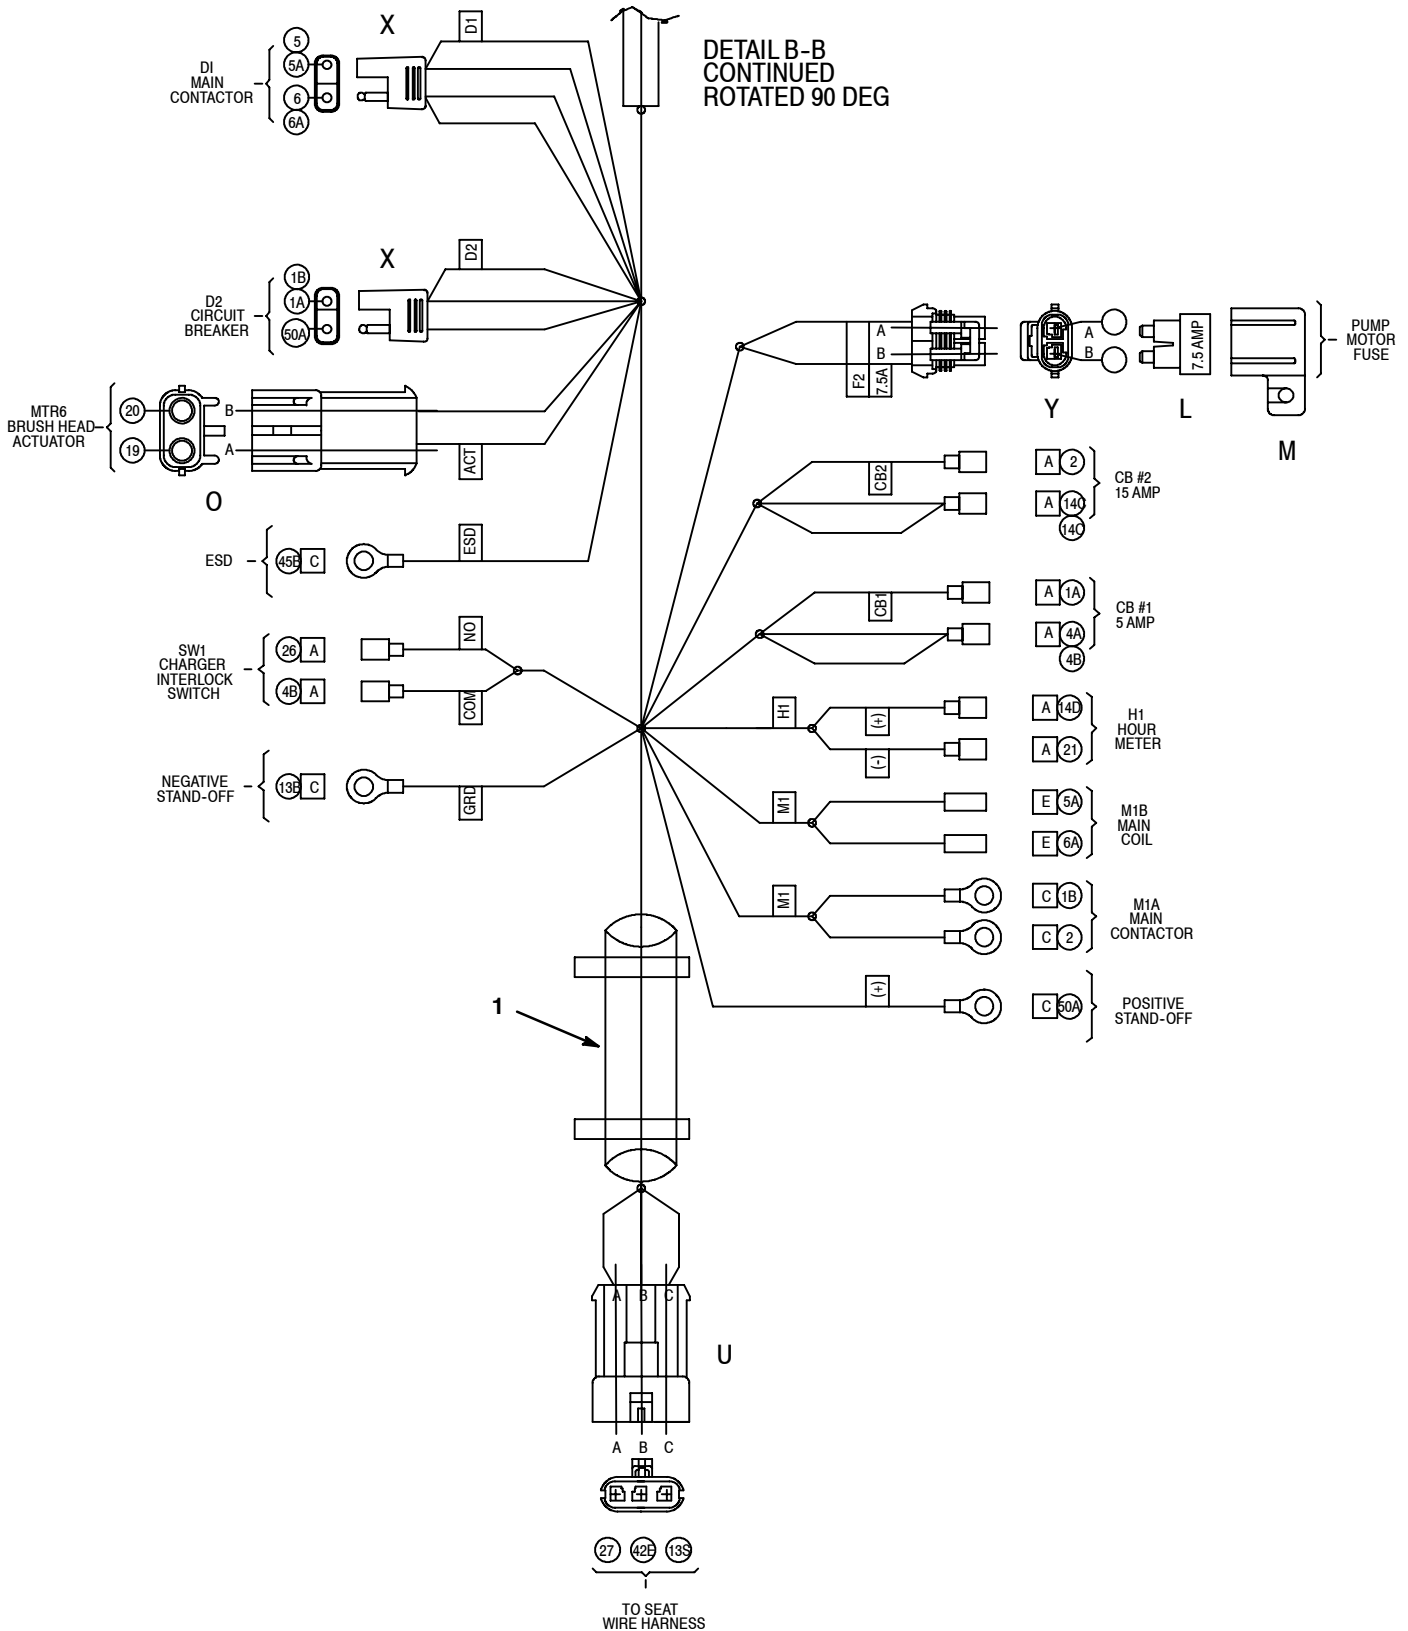 DETAIL B-B
CONTINUED
ROTATED 90 DEG
X
D1
5
5A
6
6A
DI
MAIN
CONTACTOR
X
D2
1B
1A
50A
D2
CIRCUIT
BREAKER
MTR6
BRUSH HEAD
ACTUATOR
20
19
B
A
ACT
O
ESD
45B
C
ESD
SW1
CHARGER
INTERLOCK
SWITCH
26
A
4B
A
NO
COM
NEGATIVE
STAND-OFF
13B
C
GRD
A
B
F2
7.5A
A
B
7.5 AMP
PUMP
MOTOR
FUSE
Y
L
M
CB2
A
2
A
14C
14C
CB #2
15 AMP
CB1
A
1A
A
4A
4B
CB #1
5 AMP
H1
(+)
(-)
A
14D
A
21
H1
HOUR
METER
M1
E
5A
E
6A
M1B
MAIN
COIL
M1
C
1B
C
2
M1A
MAIN
CONTACTOR
(+)
C
50A
POSITIVE
STAND-OFF
1
A B C
U
A B C
27
42E
13S
TO SEAT
WIRE HARNESS